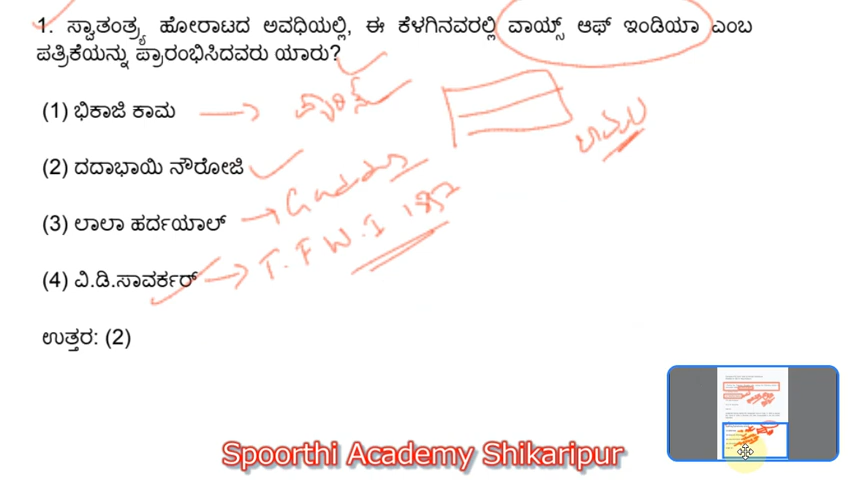 1. ಸ್ವಾತಂತ್ರ್ಯ ಹೋರಾಟದ ಅವಧಿಯಲ್ಲಿ, ಈ ಕೆಳಗಿನವರಲ್ಲಿ ವಾಯ್ಸ್ ಆಫ್ ಇಂಡಿಯಾ ಎಂಬ
ಪತ್ರಿಕೆಯನ್ನು ಪ್ರಾರಂಭಿಸಿದವರು ಯಾರು?
(1) ಭಿಕಾಜಿ ಕಾಮ
(2) ದದಾಭಾಯಿ ನೌರೋಜಿ
(3) ಲಾಲಾ ಹರ್ದಯಾಲ್
(4) ವಿ.ಡಿ.ಸಾವರ್ಕರ್ T. F W. I 1857
ಉತ್ತರ: (2)
Spoorthi Academy Shikaripur